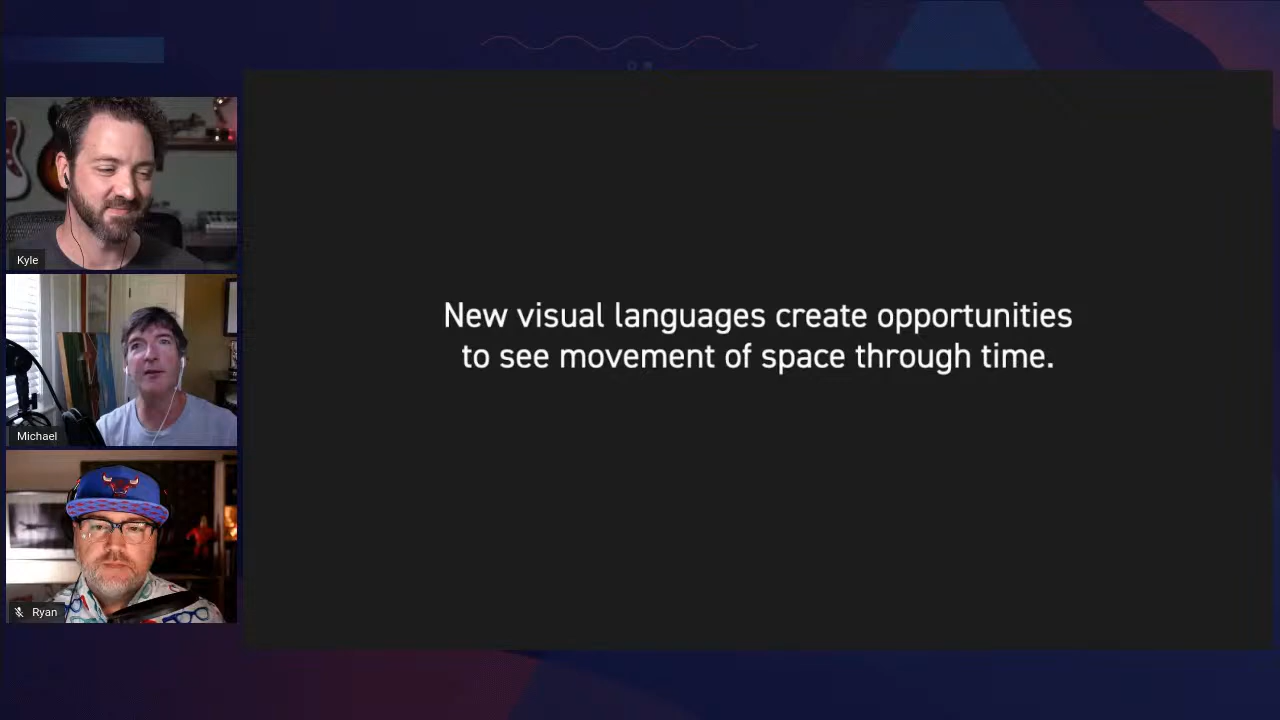 Kyle
Michael
Ryan
New visual languages create opportunities
to see movement of space through time.